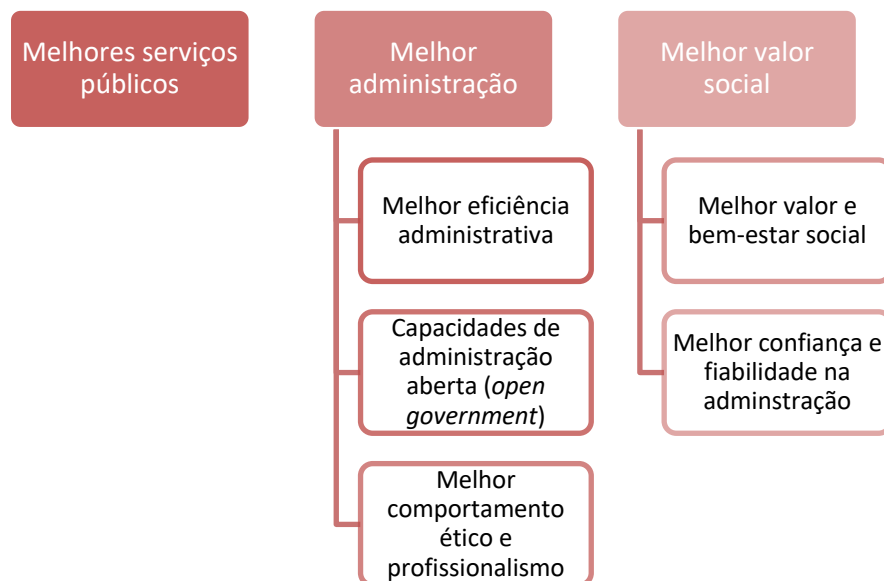 Melhores serviços
públicos
Melhor
administração
Melhor eficiência
administrativa
Capacidades de
administração
aberta (open
government)
Melhor
comportamento
ético e
profissionalismo
Melhor valor
social
Melhor valor e
bem-estar social
Melhor confiança e
fiabilidade na
adminstração